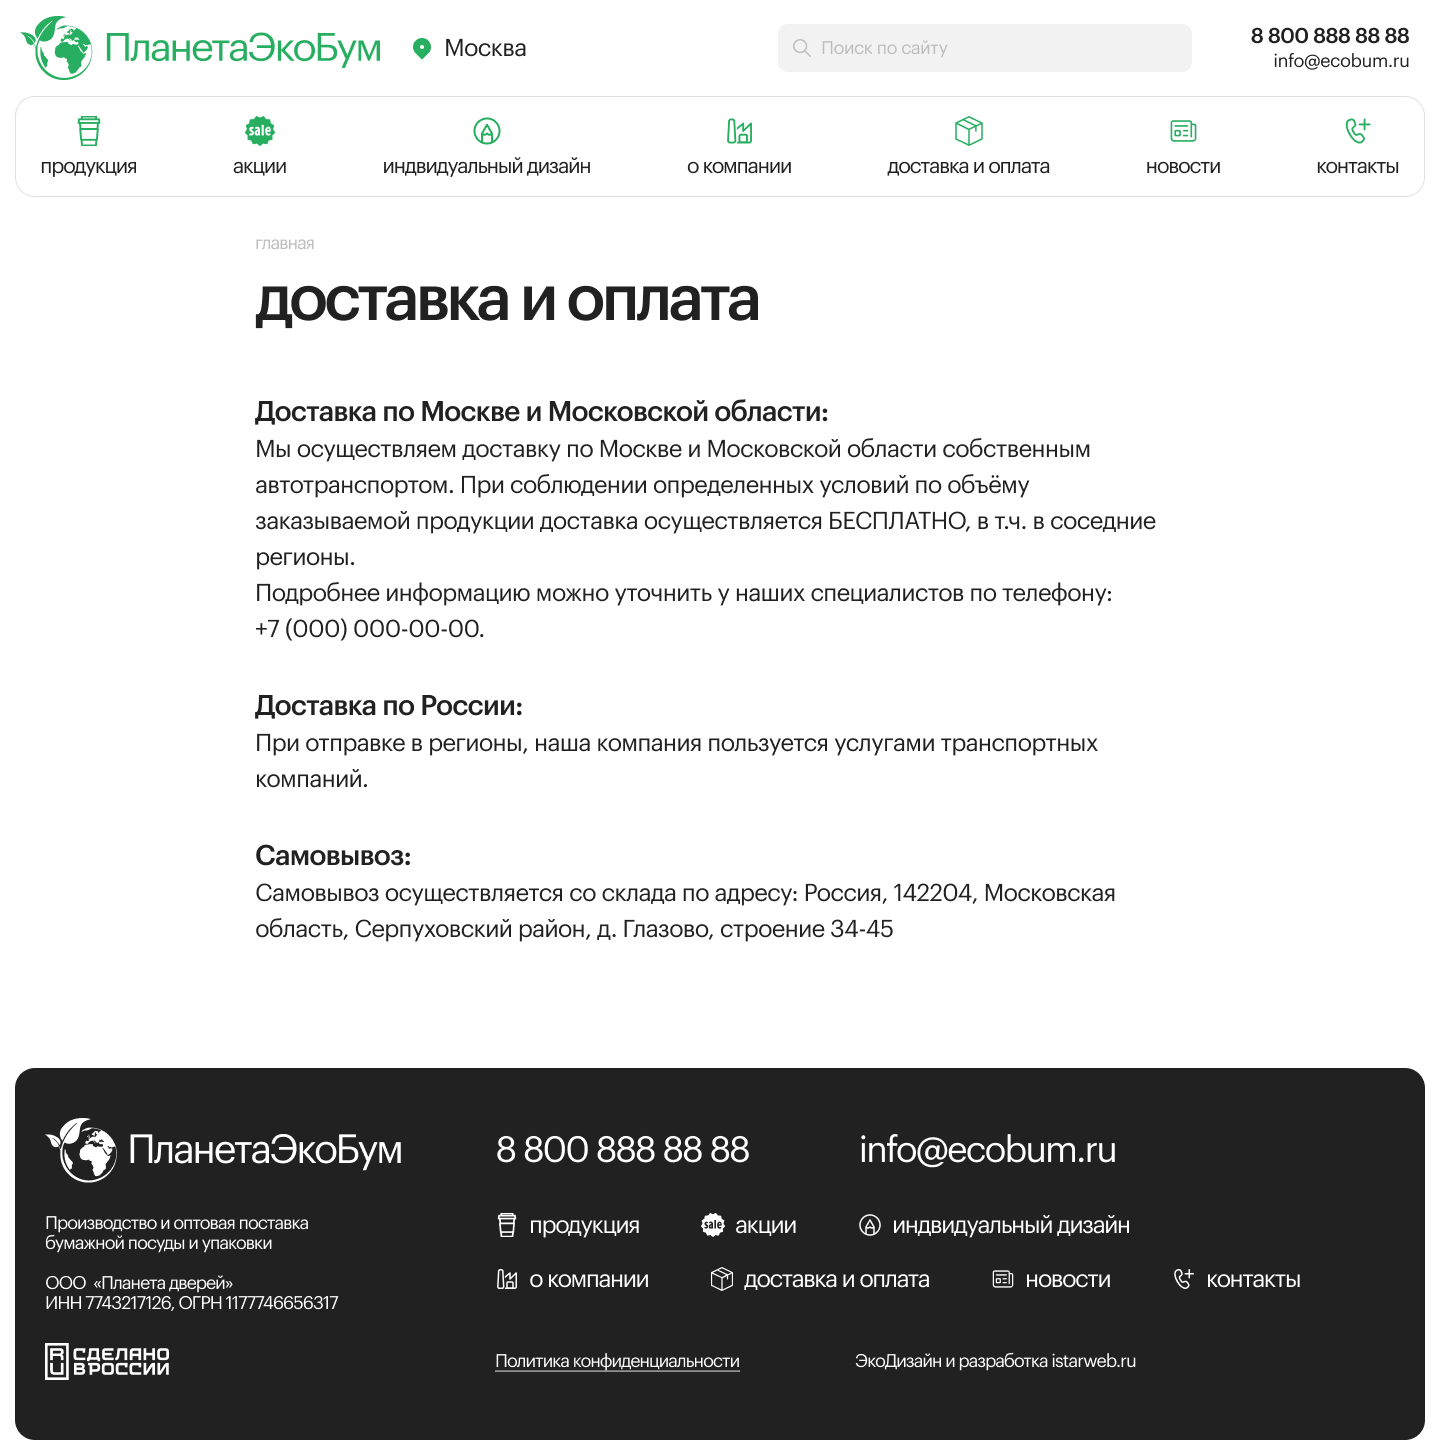 ПланетаЭкоБум
Москва
Поиск по сайту
8 800 888 88 88
info@ecobum.ru
продукция
sale
акции
индвидуальный дизайн
о компании
доставка и оплата
новости
контакты
главная
доставка и оплата
Доставка по Москве и Московской области:
Мы осуществляем доставку по Москве и Московской области собственным
автотранспортом. При соблюдении определенных условий по объёму
заказываемой продукции доставка осуществляется БЕСПЛАТНО, в т.ч. в соседние
регионы.
Подробнее информацию можно уточнить у наших специалистов по телефону:
+7 (000) 000-00-00.
Доставка по России:
При отправке в регионы, наша компания пользуется услугами транспортных
компаний.
Самовывоз:
Самовывоз осуществляется со склада по адресу: Россия, 142204, Московская
область, Серпуховский район, д. Глазово, строение 34-45
ПланетаЭкоБум
8 800 888 88 88
info@ecobum.ru
Производство и оптовая поставка
бумажной посуды и упаковки
ООО «Планета дверей»
ИНН 7743217126, ОГРН 1177746656317
RU СДЕЛАНО
В РОССИИ
продукция
sale
акции
индвидуальный дизайн
о компании
доставка и оплата
новости
контакты
Политика конфиденциальности
ЭкоДизайн и разработка istarweb.ru